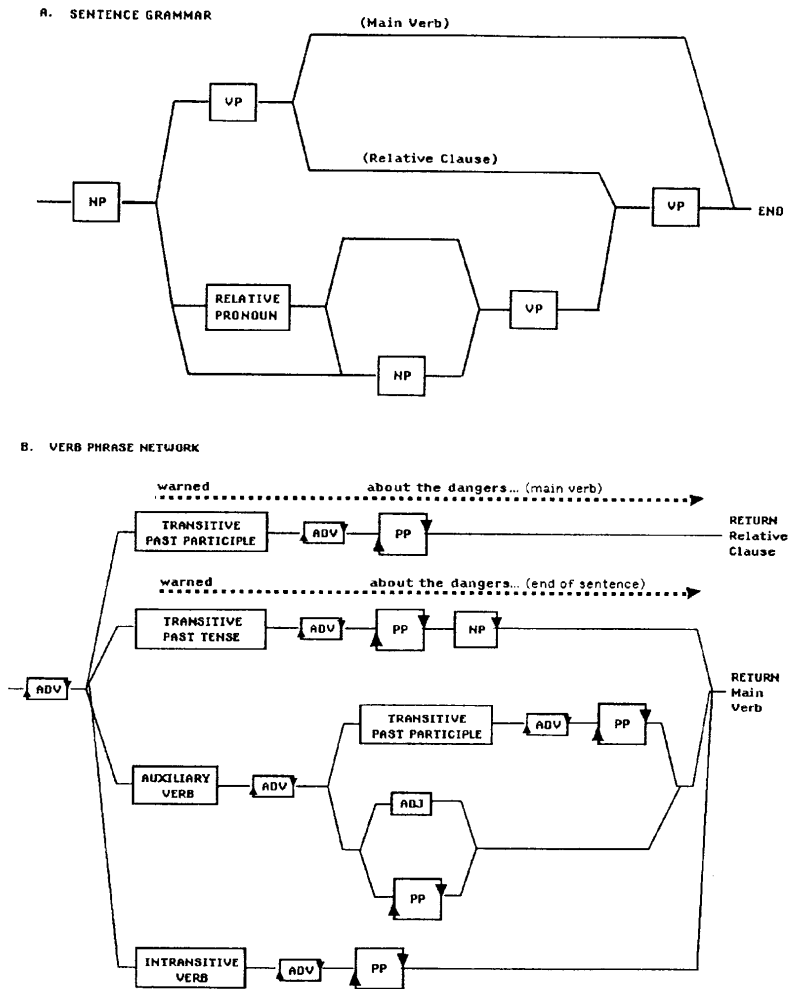 A. SENTENCE GRAMMAR
(Main Verb)
VP
(Relative Clause)
NP
VP
END
RELATIVE
PRONOUN
VP
NP
B. VERB PHRASE NETWORK
warned about the dangers... (main verb)
TRANSITIVE
PAST PARTICIPLE
ADV
PP
RETURN
Relative
Clause
warned about the dangers... (end of sentence)
TRANSITIVE
PAST TENSE
ADV
PP
NP
ADV
RETURN
Main
Verb
TRANSITIVE
PAST PARTICIPLE
ADV
PP
AUXILIARY
VERB
ADV
ADJ
PP
INTRANSITIVE
VERB
ADV
PP